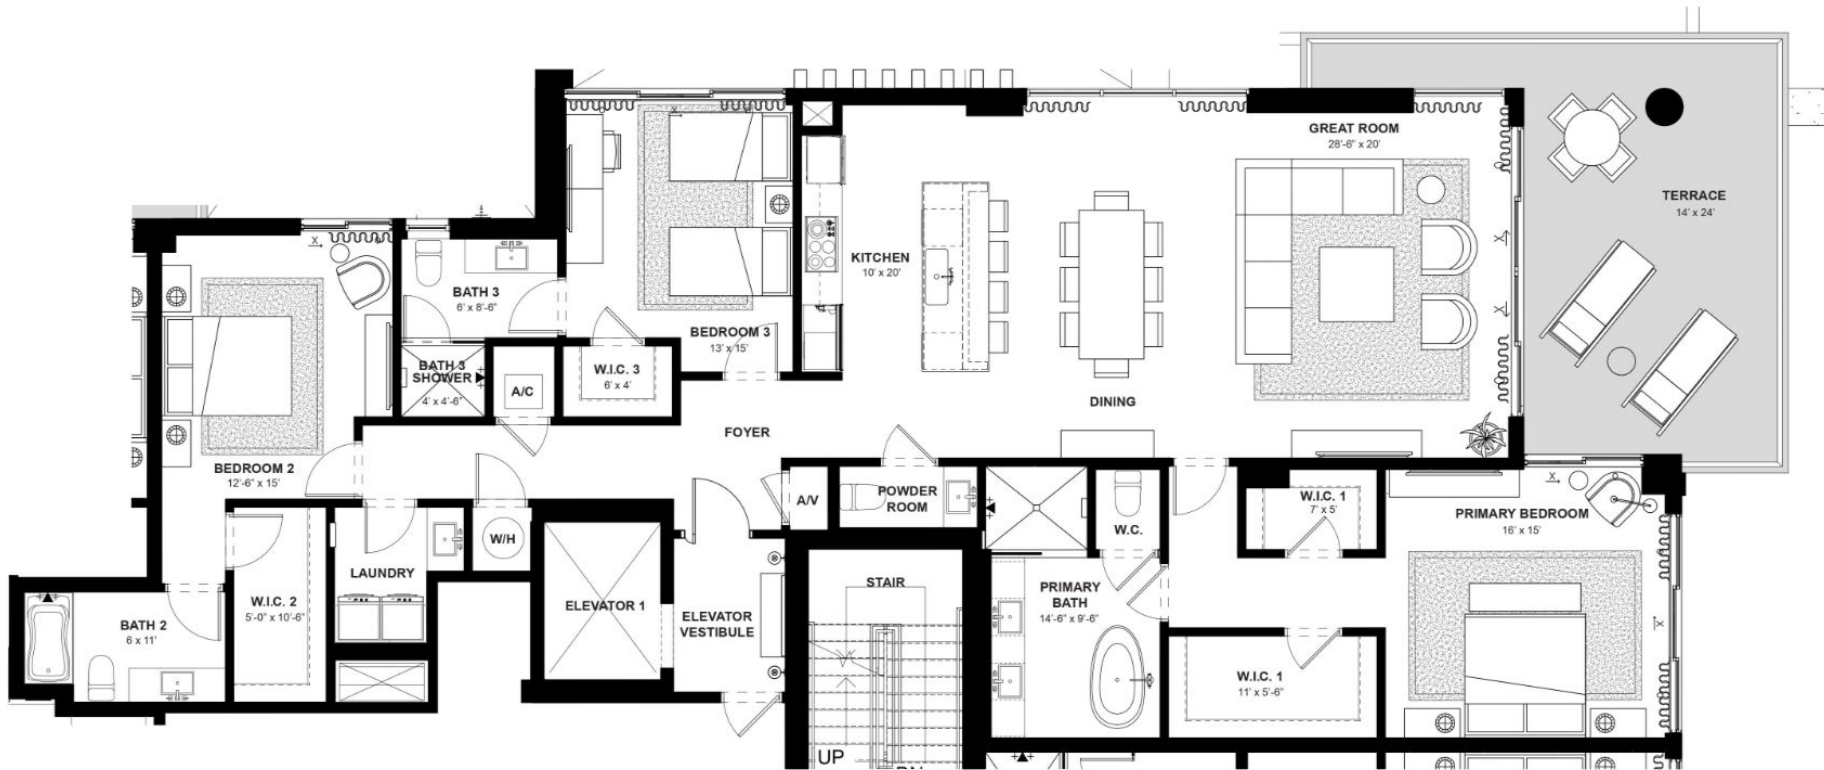 GREAT ROOM
28'-6" x 20'
TERRACE
14' x 24'
KITCHEN
10' x 20'
BATH 3
6' x 8'-6"
BEDROOM 3
13' x 15'
BATH 3
SHOWER
4' x 4'-6"
A/C
W.I.C. 3
6' x 4'
DINING
FOYER
BEDROOM 2
12'-6" x 15'
A/V
POWDER
ROOM
W.I.C. 1
7' x 5'
PRIMARY BEDROOM
16' x 15'
W.C.
W/H
LAUNDRY
STAIR
PRIMARY
BATH
14'-6" x 9'-6"
W.I.C. 2
5'-0" x 10'-6"
ELEVATOR 1
ELEVATOR
VESTIBULE
BATH 2
6 x 11'
W.I.C. 1
11' x 5'-6"
UP
X
X
X
X
X
X